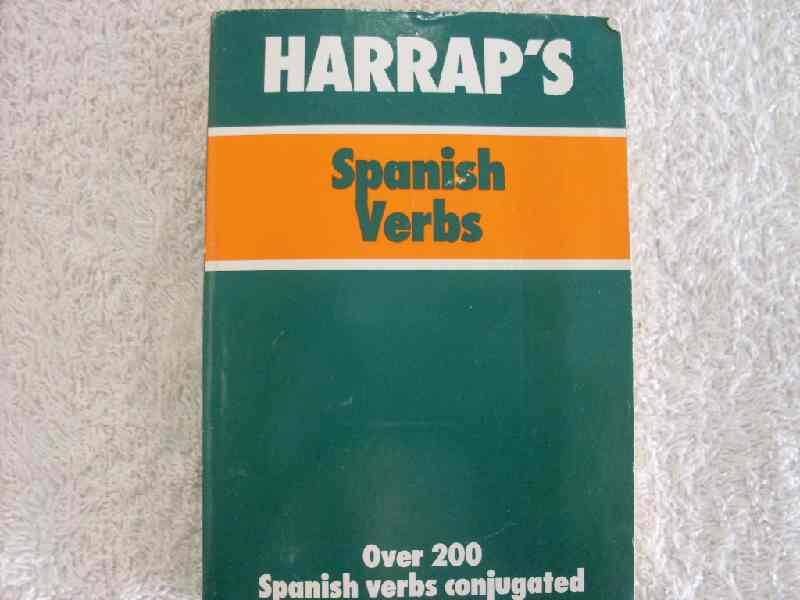 HARRAP'S
Spanish
Verbs
Over 200
Spanish verbs conjugated